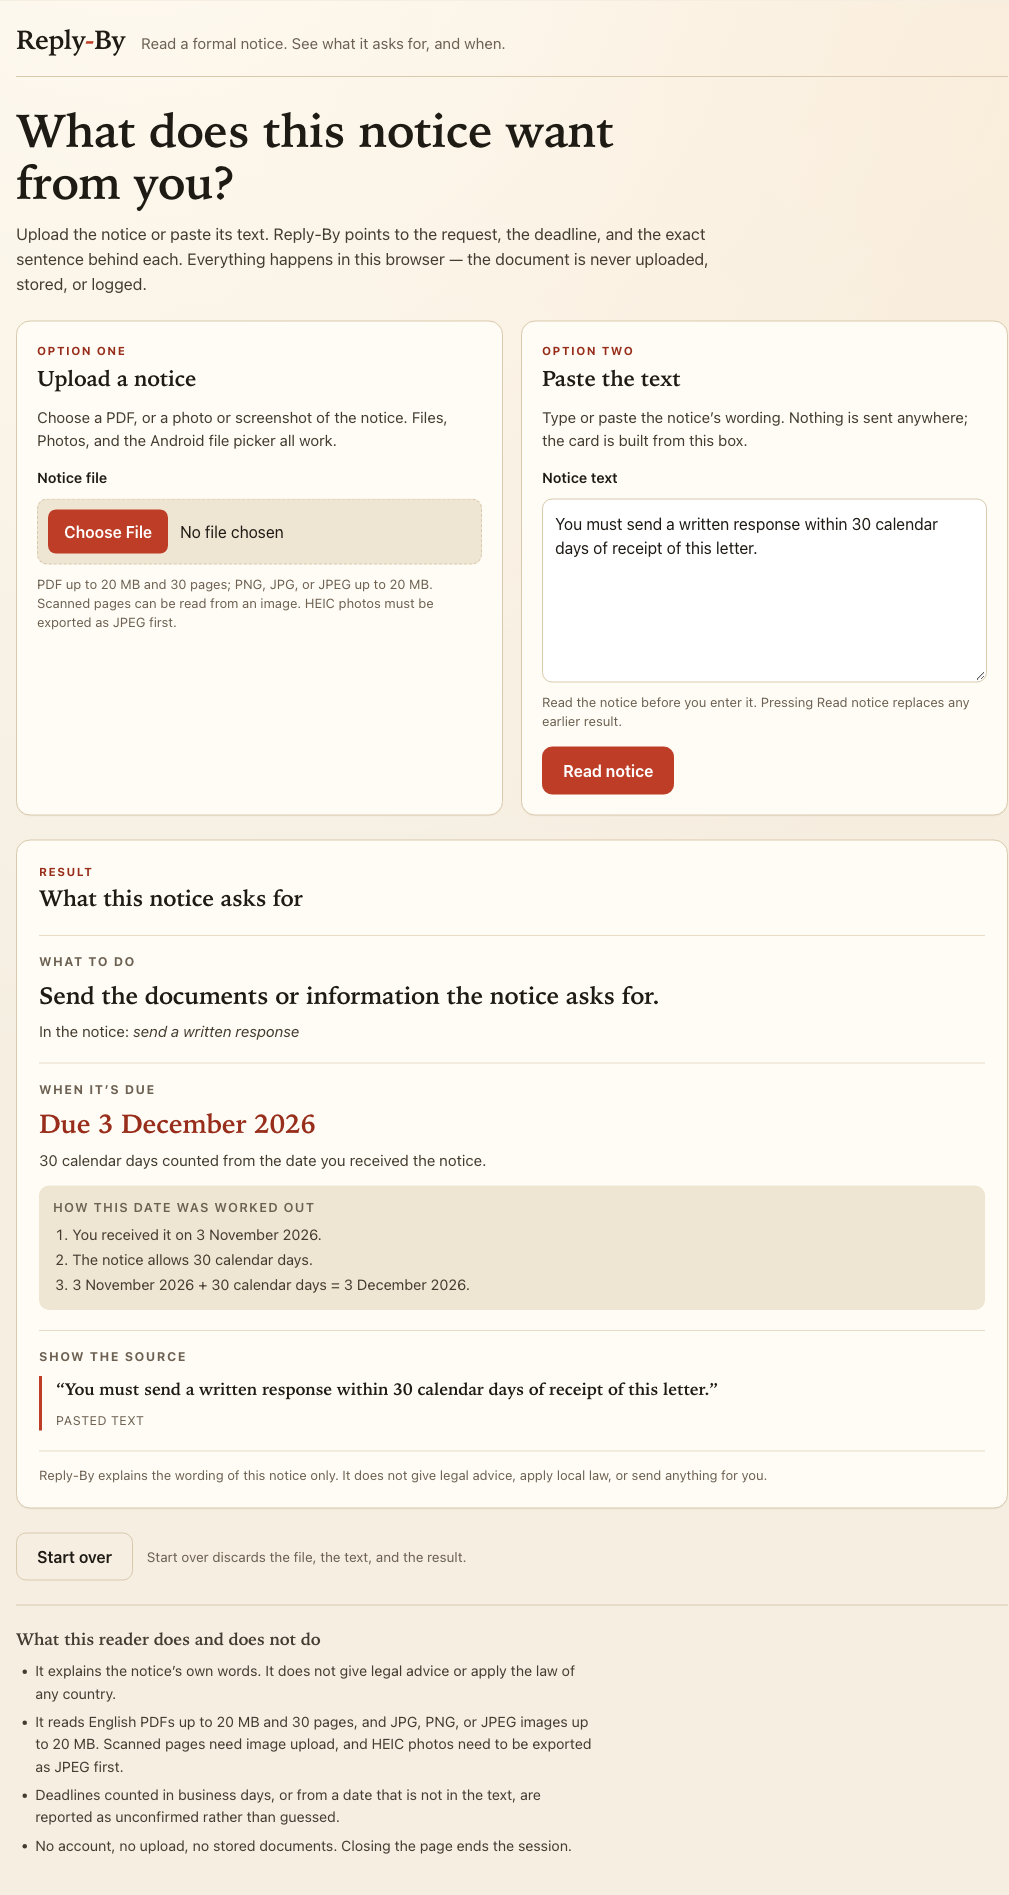 Reply-By Read a formal notice. See what it asks for, and when.
What does this notice want
from you?
Upload the notice or paste its text. Reply-By points to the request, the deadline, and the exact
sentence behind each. Everything happens in this browser — the document is never uploaded,
stored, or logged.
OPTION ONE
Upload a notice
Choose a PDF, or a photo or screenshot of the notice. Files,
Photos, and the Android file picker all work.
Notice file
Choose File No file chosen
PDF up to 20 MB and 30 pages; PNG, JPG, or JPEG up to 20 MB.
Scanned pages can be read from an image. HEIC photos must be
exported as JPEG first.
OPTION TWO
Paste the text
Type or paste the notice’s wording. Nothing is sent anywhere;
the card is built from this box.
Notice text
You must send a written response within 30 calendar
days of receipt of this letter.
Read the notice before you enter it. Pressing Read notice replaces any
earlier result.
Read notice
RESULT
What this notice asks for
WHAT TO DO
Send the documents or information the notice asks for.
In the notice: send a written response
WHEN IT’S DUE
Due 3 December 2026
30 calendar days counted from the date you received the notice.
HOW THIS DATE WAS WORKED OUT
1. You received it on 3 November 2026.
2. The notice allows 30 calendar days.
3. 3 November 2026 + 30 calendar days = 3 December 2026.
SHOW THE SOURCE
“You must send a written response within 30 calendar days of receipt of this letter.”
PASTED TEXT
Reply-By explains the wording of this notice only. It does not give legal advice, apply local law, or send anything for you.
Start over Start over discards the file, the text, and the result.
What this reader does and does not do
• It explains the notice’s own words. It does not give legal advice or apply the law of
any country.
• It reads English PDFs up to 20 MB and 30 pages, and JPG, PNG, or JPEG images up
to 20 MB. Scanned pages need image upload, and HEIC photos need to be exported
as JPEG first.
• Deadlines counted in business days, or from a date that is not in the text, are
reported as unconfirmed rather than guessed.
• No account, no upload, no stored documents. Closing the page ends the session.